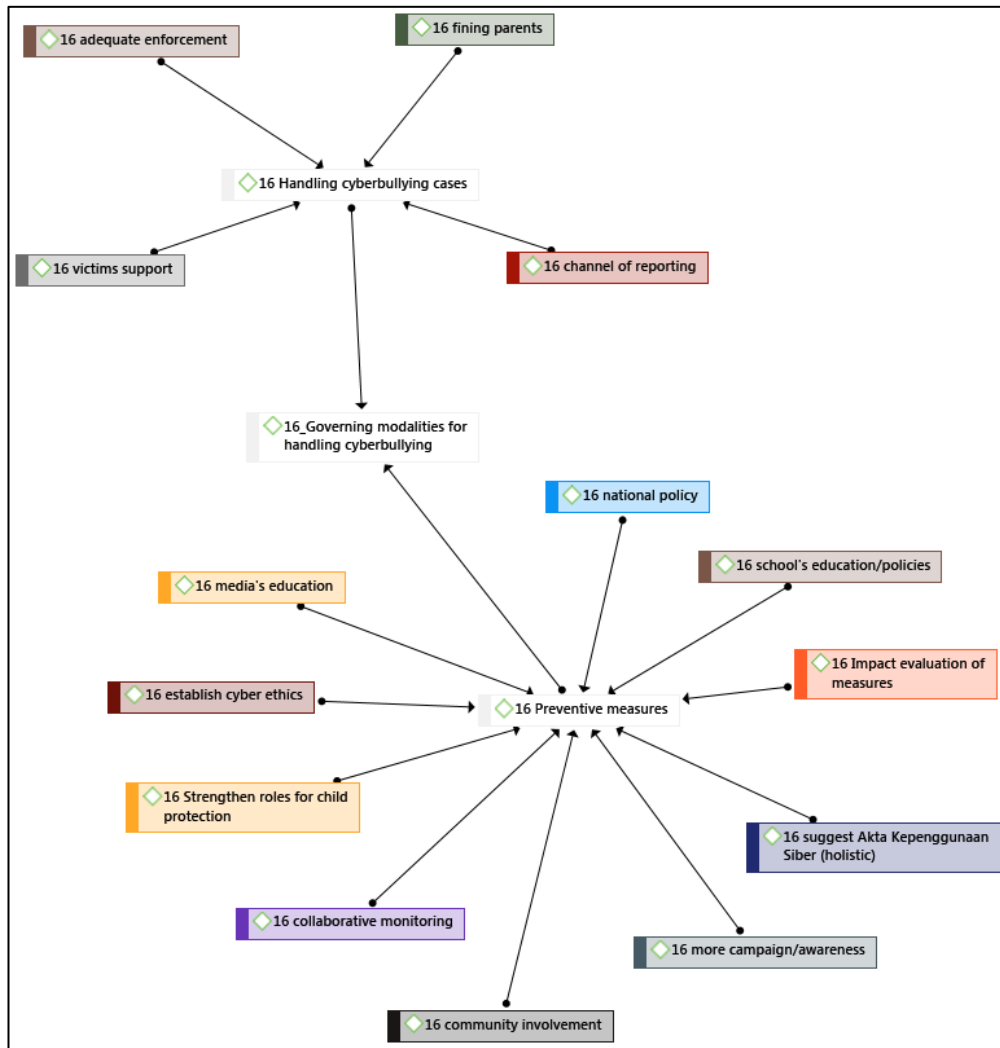 16 adequate enforcement
16 fining parents
16 Handling cyberbullying cases
16 victims support
16 channel of reporting
16_Governing modalities for
handling cyberbullying
16 national policy
16 school's education/policies
16 media's education
16 Impact evaluation of
measures
16 establish cyber ethics
16 Preventive measures
16 Strengthen roles for child
protection
16 suggest Akta Kepenggunaan
Siber (holistic)
16 collaborative monitoring
16 more campaign/awareness
16 community involvement